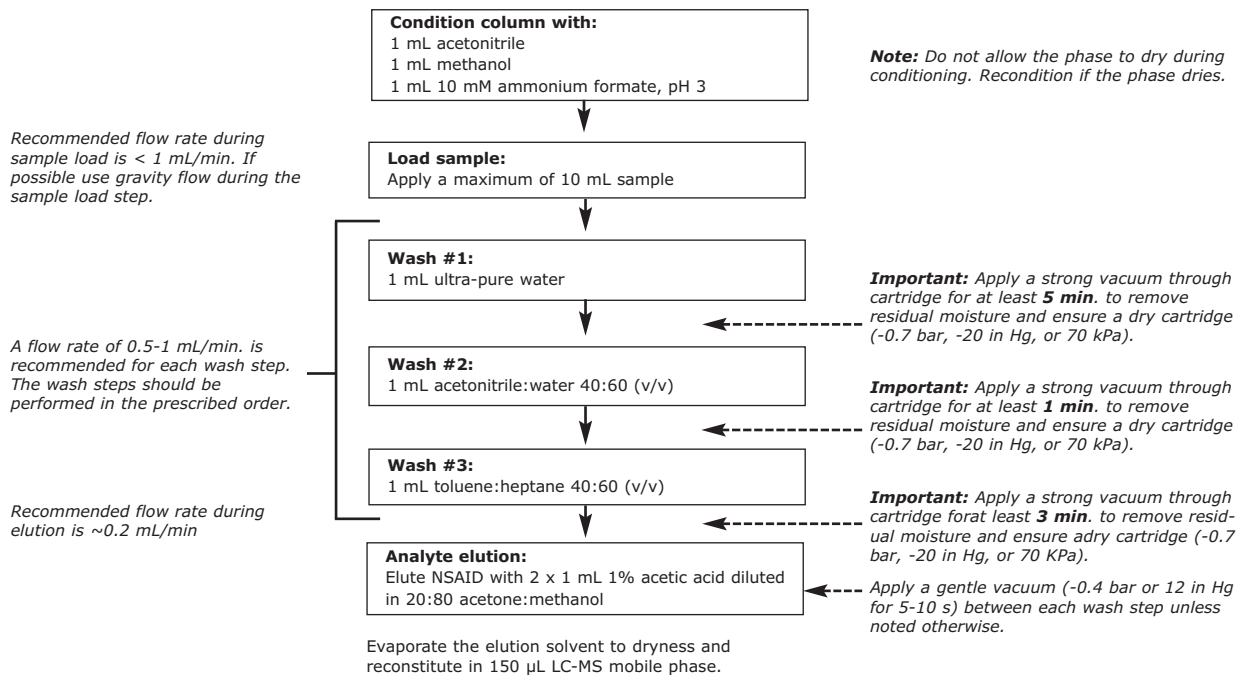 Condition column with:
1 mL acetonitrile
1 mL methanol
1 mL 10 mM ammonium formate, pH 3
Note: Do not allow the phase to dry during
conditioning. Recondition if the phase dries.
Recommended flow rate during
sample load is < 1 mL/min. If
possible use gravity flow during the
sample load step.
Load sample:
Apply a maximum of 10 mL sample
Wash #1:
1 mL ultra-pure water
Important: Apply a strong vacuum through
cartridge for at least 5 min. to remove
residual moisture and ensure a dry cartridge
(-0.7 bar, -20 in Hg, or 70 kPa).
A flow rate of 0.5-1 mL/min. is
recommended for each wash step.
The wash steps should be
performed in the prescribed order.
Wash #2:
1 mL acetonitrile:water 40:60 (v/v)
Important: Apply a strong vacuum through
cartridge for at least 1 min. to remove
residual moisture and ensure a dry cartridge
(-0.7 bar, -20 in Hg, or 70 kPa).
Wash #3:
1 mL toluene:heptane 40:60 (v/v)
Recommended flow rate during
elution is ~0.2 mL/min
Important: Apply a strong vacuum through
cartridge forat least 3 min. to remove resid-
ual moisture and ensure adry cartridge (-0.7
bar, -20 in Hg, or 70 KPa).
Analyte elution:
Elute NSAID with 2 x 1 mL 1% acetic acid diluted
in 20:80 acetone:methanol
Apply a gentle vacuum (-0.4 bar or 12 in Hg
for 5-10 s) between each wash step unless
noted otherwise.
Evaporate the elution solvent to dryness and
reconstitute in 150 µL LC-MS mobile phase.